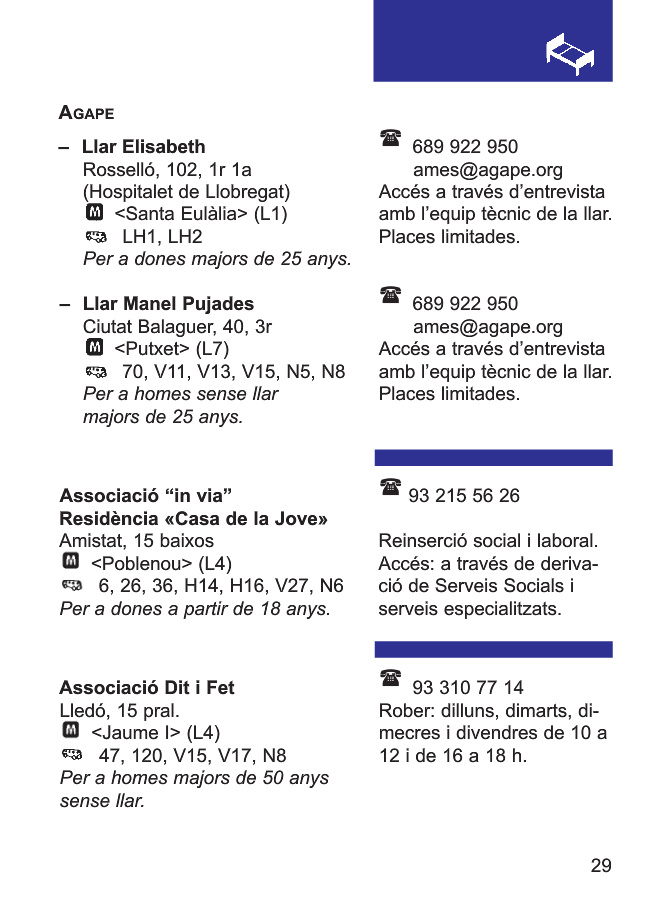 AGAPE
– Llar Elisabeth
Rosselló, 102, 1r 1a
(Hospitalet de Llobregat)
M <Santa Eulàlia> (L1)
LH1, LH2
Per a dones majors de 25 anys.
☎ 689 922 950
ames@agape.org
Accés a través d’entrevista
amb l’equip tècnic de la llar.
Places limitades.
– Llar Manel Pujades
Ciutat Balaguer, 40, 3r
M <Putxet> (L7)
70, V11, V13, V15, N5, N8
Per a homes sense llar
majors de 25 anys.
☎ 689 922 950
ames@agape.org
Accés a través d’entrevista
amb l’equip tècnic de la llar.
Places limitades.
Associació “in via”
Residència «Casa de la Jove»
Amistat, 15 baixos
M <Poblenou> (L4)
6, 26, 36, H14, H16, V27, N6
Per a dones a partir de 18 anys.
☎ 93 215 56 26
Reinserció social i laboral.
Accés: a través de deriva-
ció de Serveis Socials i
serveis especialitzats.
Associació Dit i Fet
Lledó, 15 pral.
M <Jaume I> (L4)
47, 120, V15, V17, N8
Per a homes majors de 50 anys
sense llar.
☎ 93 310 77 14
Rober: dilluns, dimarts, di-
mecres i divendres de 10 a
12 i de 16 a 18 h.
29